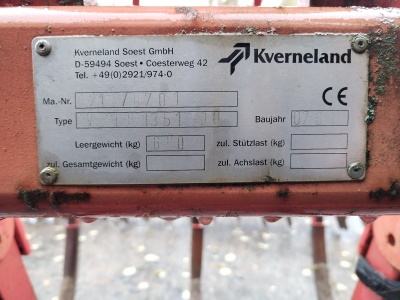 Kverneland Soest GmbH
D-59494 Soest • Coesterweg 42
Tel. +49(0)2921/974-0
Kverneland
Ma.-Nr.
CE
Type
Baujahr
Leergewicht (kg)
zul. Stützlast (kg)
zul. Gesamtgewicht (kg)
zul. Achslast (kg)